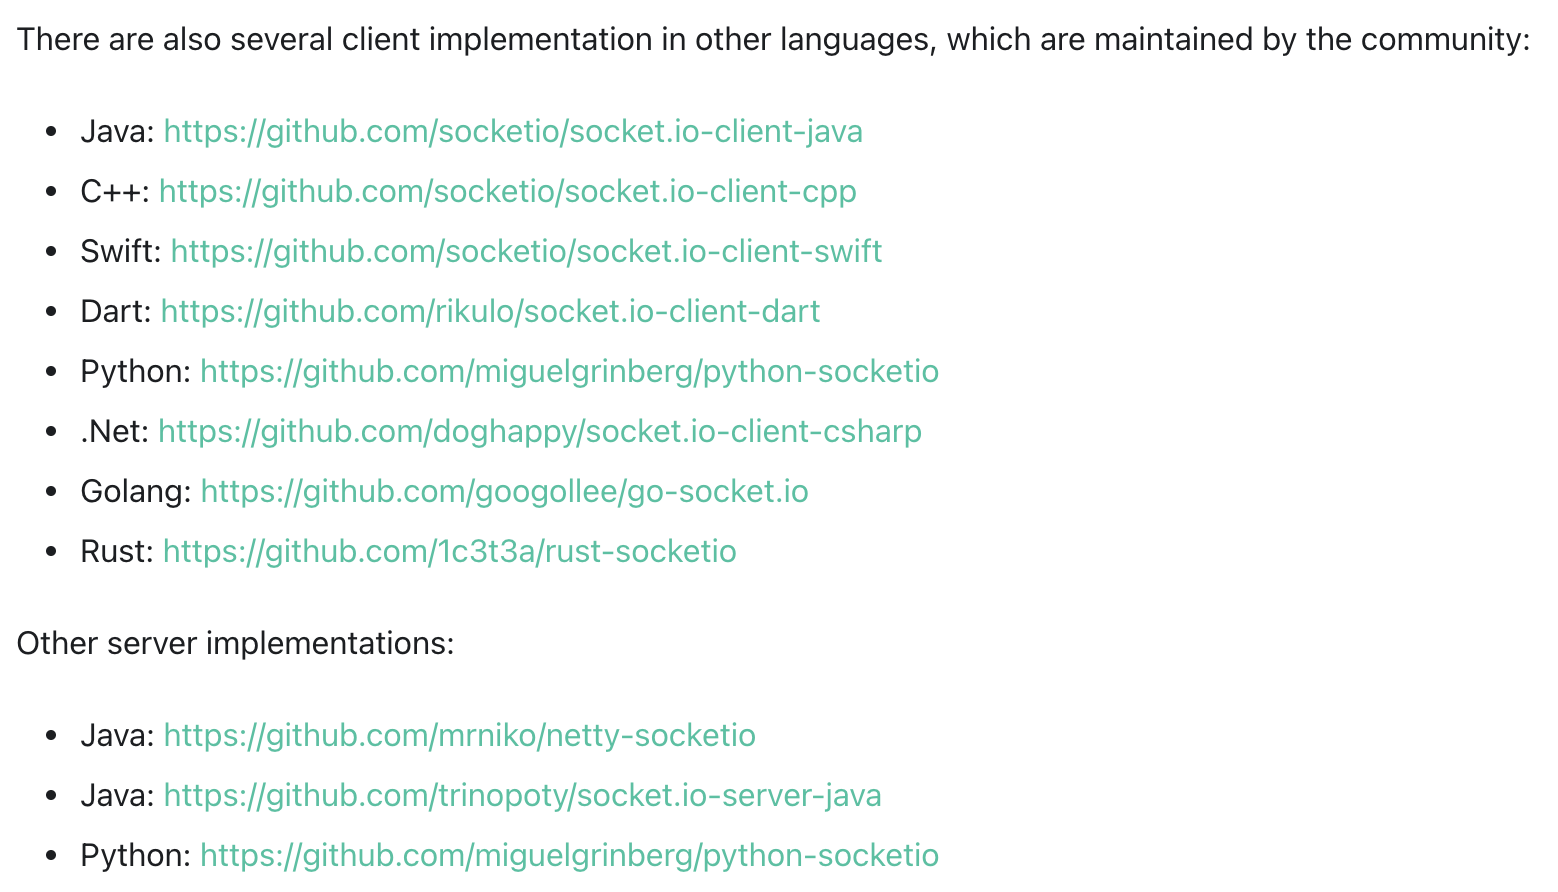 There are also several client implementation in other languages, which are maintained by the community:
• Java: https://github.com/socketio/socket.io-client-java
• C++: https://github.com/socketio/socket.io-client-cpp
• Swift: https://github.com/socketio/socket.io-client-swift
• Dart: https://github.com/rikulo/socket.io-client-dart
• Python: https://github.com/miguelgrinberg/python-socketio
• .Net: https://github.com/doghappy/socket.io-client-csharp
• Golang: https://github.com/googollee/go-socket.io
• Rust: https://github.com/1c3t3a/rust-socketio
Other server implementations:
• Java: https://github.com/mrniko/netty-socketio
• Java: https://github.com/trinopoty/socket.io-server-java
• Python: https://github.com/miguelgrinberg/python-socketio